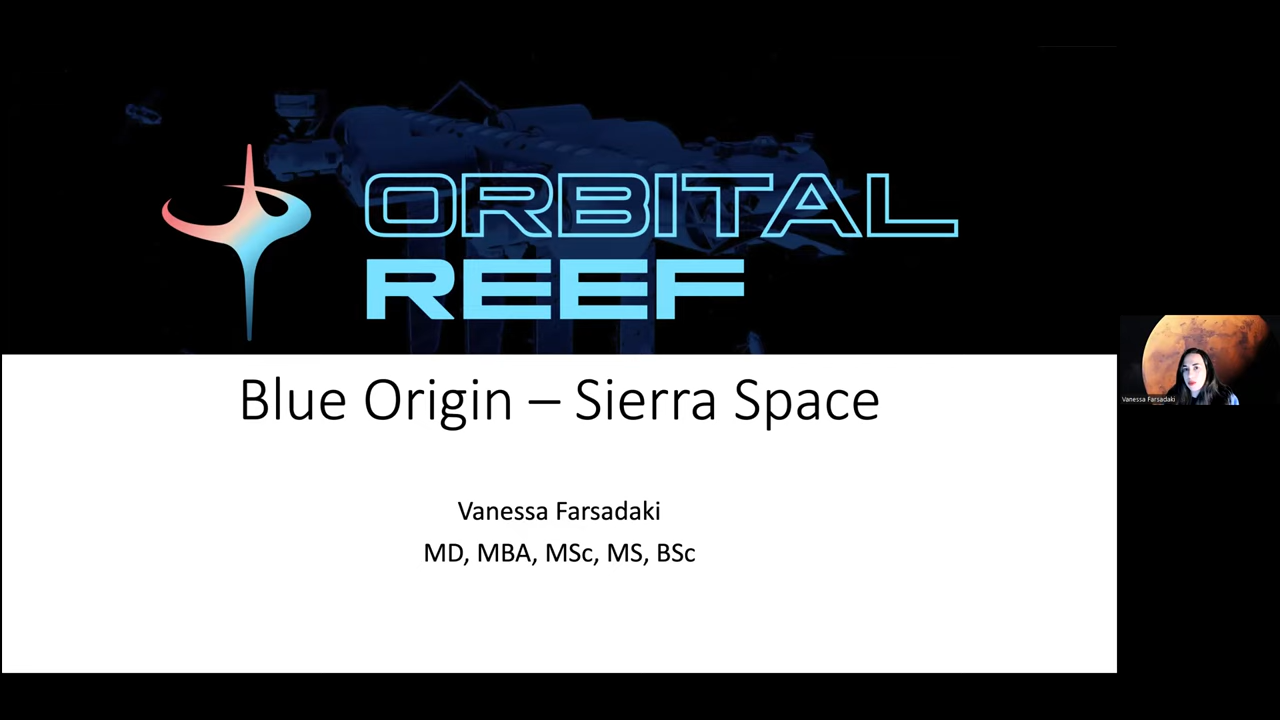 ORBITAL
REEF
Blue Origin – Sierra Space
Vanessa Farsadaki
MD, MBA, MSc, MS, BSc
Vanessa Farsadaki